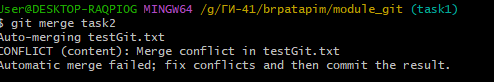 User@DESKTOP-RAQPIOG MINGW64 /g/ГИ-41/brpatapim/module_git (task1)
$ git merge task2
Auto-merging testGit.txt
CONFLICT (content): Merge conflict in testGit.txt
Automatic merge failed; fix conflicts and then commit the result.